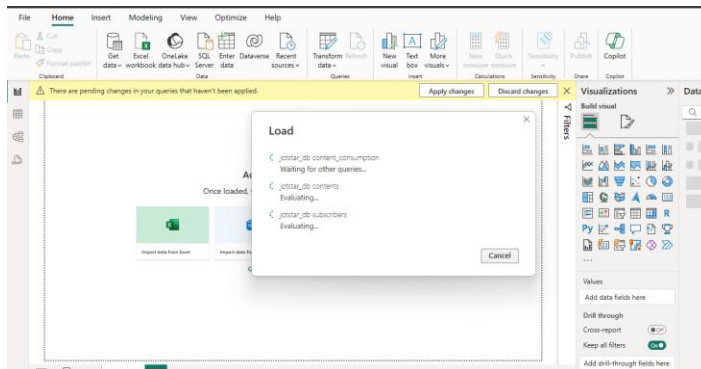 File Home Insert Modeling View Optimize Help
Paste
Cut
Copy
Format painter
Clipboard
Get data
Excel workbook
OneLake data hub
SQL Server
Enter data
Dataverse
Recent sources
Data
Transform data
Refresh
Queries
New visual
Text box
More visuals
Insert
New measure
Quick measure
Calculations
Sensitivity
Sensitivity
Publish
Share
Copilot
Copilot
There are pending changes in your queries that haven't been applied.
Apply changes
Discard changes
Once loaded,
Import data from Excel
Load
jotstar_db content_consumption
Waiting for other queries...
jotstar_db contents
Evaluating...
jotstar_db subscribers
Evaluating...
Cancel
Filters
Visualizations
Build visual
R
Py
Values
Add data fields here
Drill through
Cross-report
Off
Keep all filters
On
Add drill-through fields here
Data